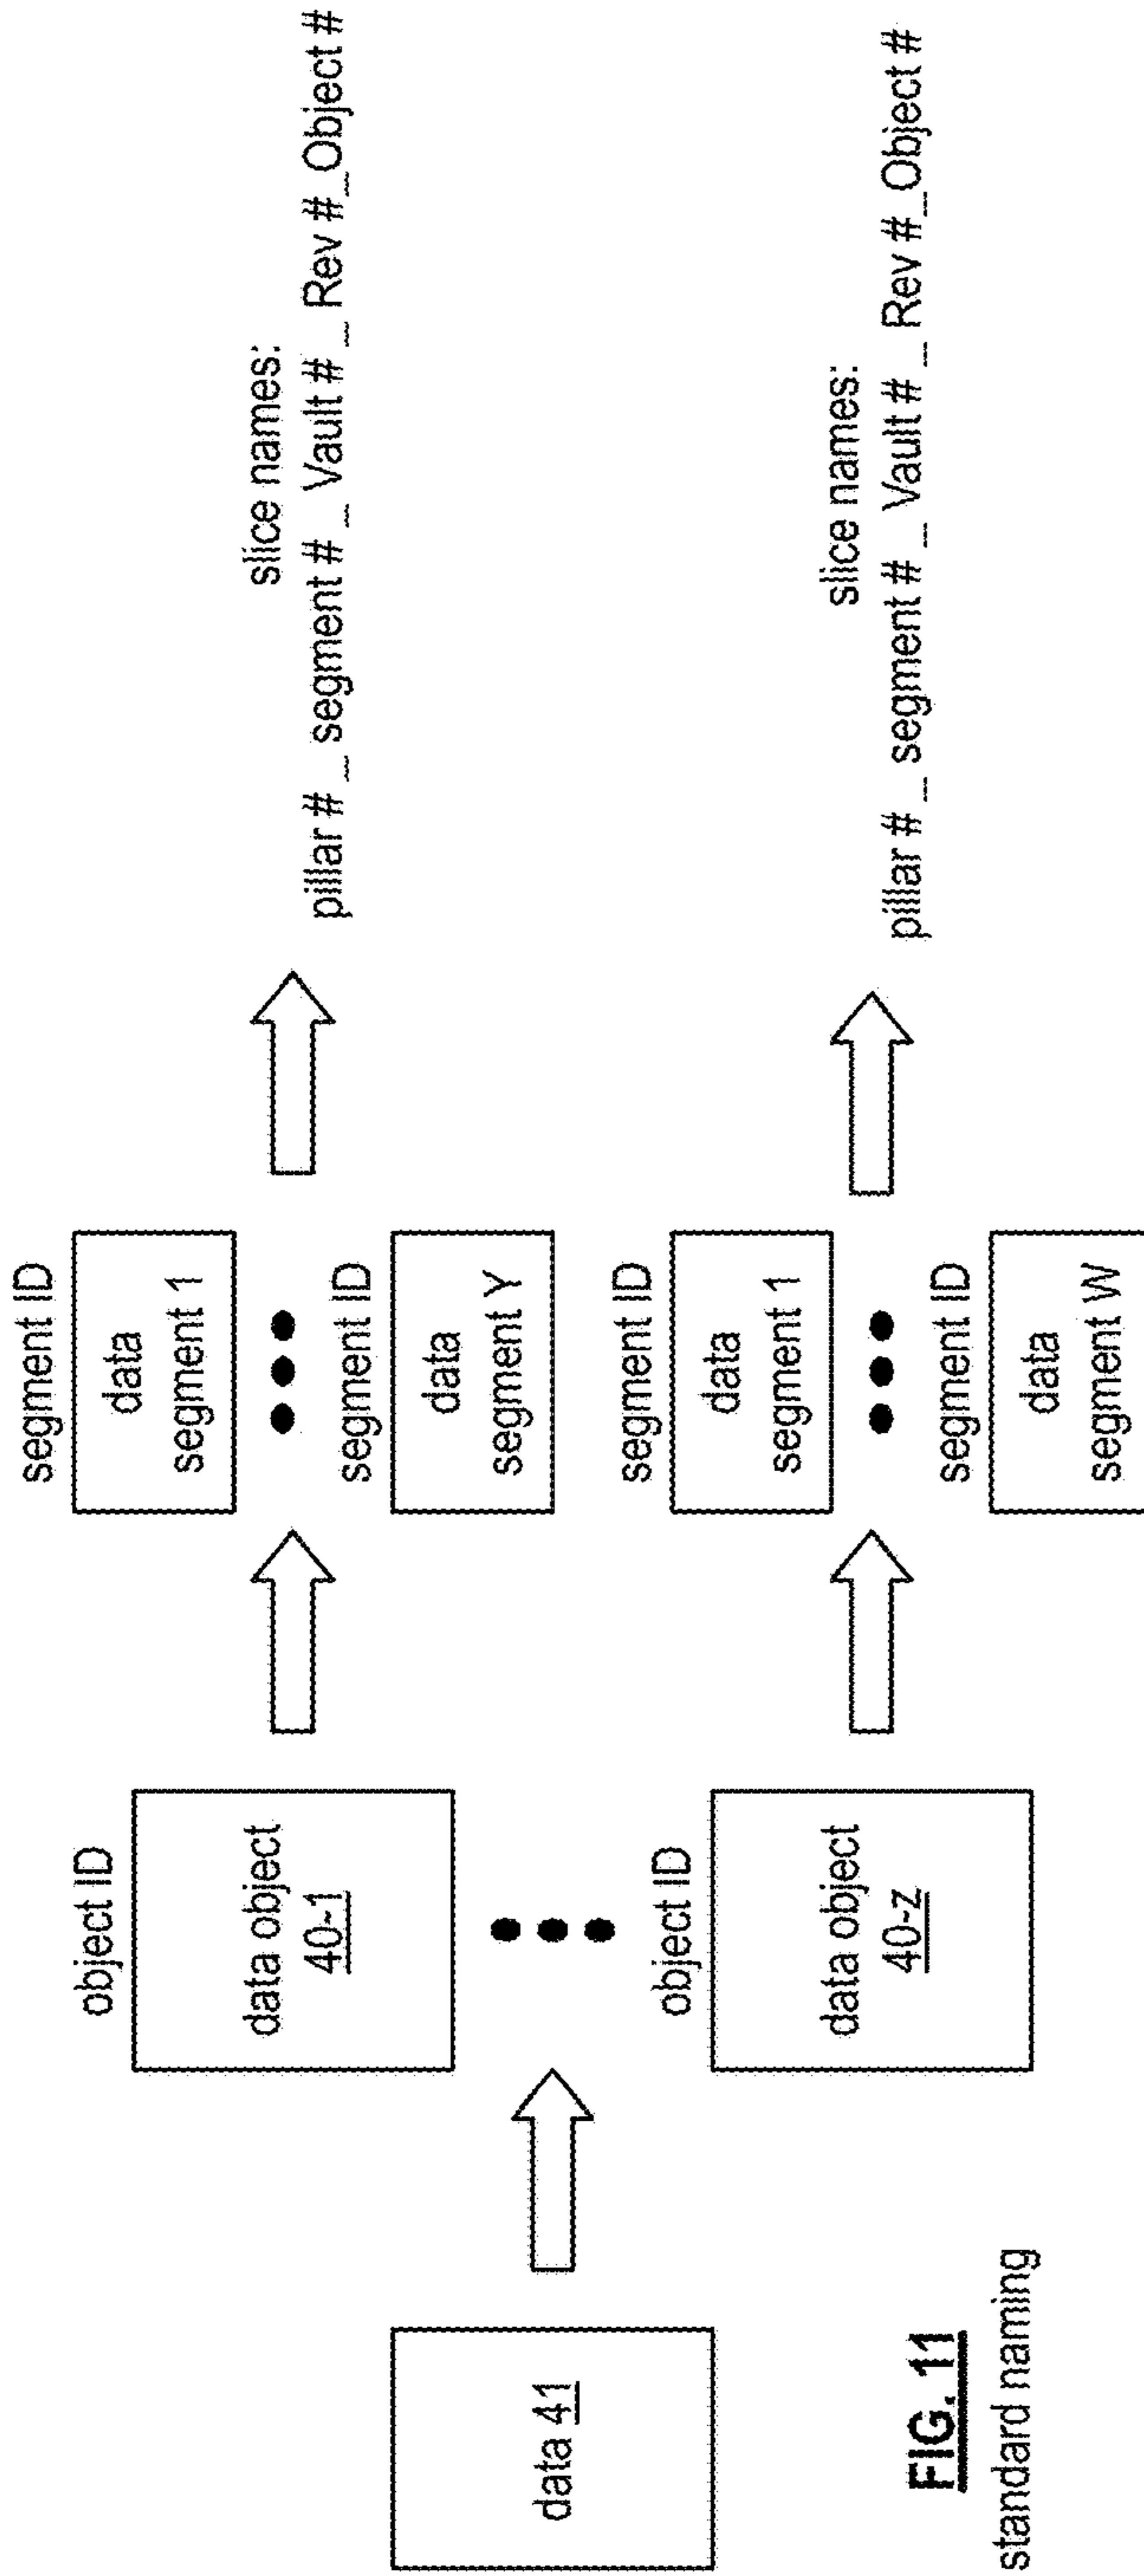 data 41
object ID
data object
40-1
object ID
data object
40-z
segment ID
data
segment 1
segment ID
data
segment Y
segment ID
data
segment 1
segment ID
data
segment W
slice names:
pillar # _ segment # _ Vault # _ Rev # _ Object #
slice names:
pillar # _ segment # _ Vault # _ Rev # _ Object #
FIG. 11
standard naming